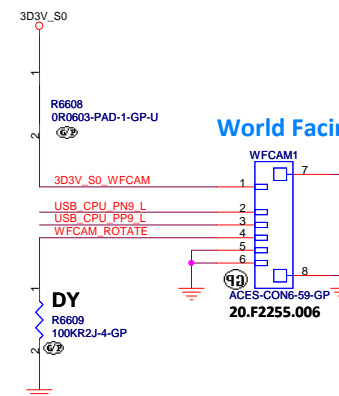 3D3V_S0
1
R6608
0R0603-PAD-1-GP-U
2
G/P
World Facin
WFCAM1
7
3D3V_S0_WFCAM
1
USB_CPU_PN9_L
2
USB_CPU_PP9_L
3
WFCAM_ROTATE
4
5
6
8
GP
ACES-CON6-59-GP
20.F2255.006
1
DY
R6609
100KR2J-4-GP
2
G/P